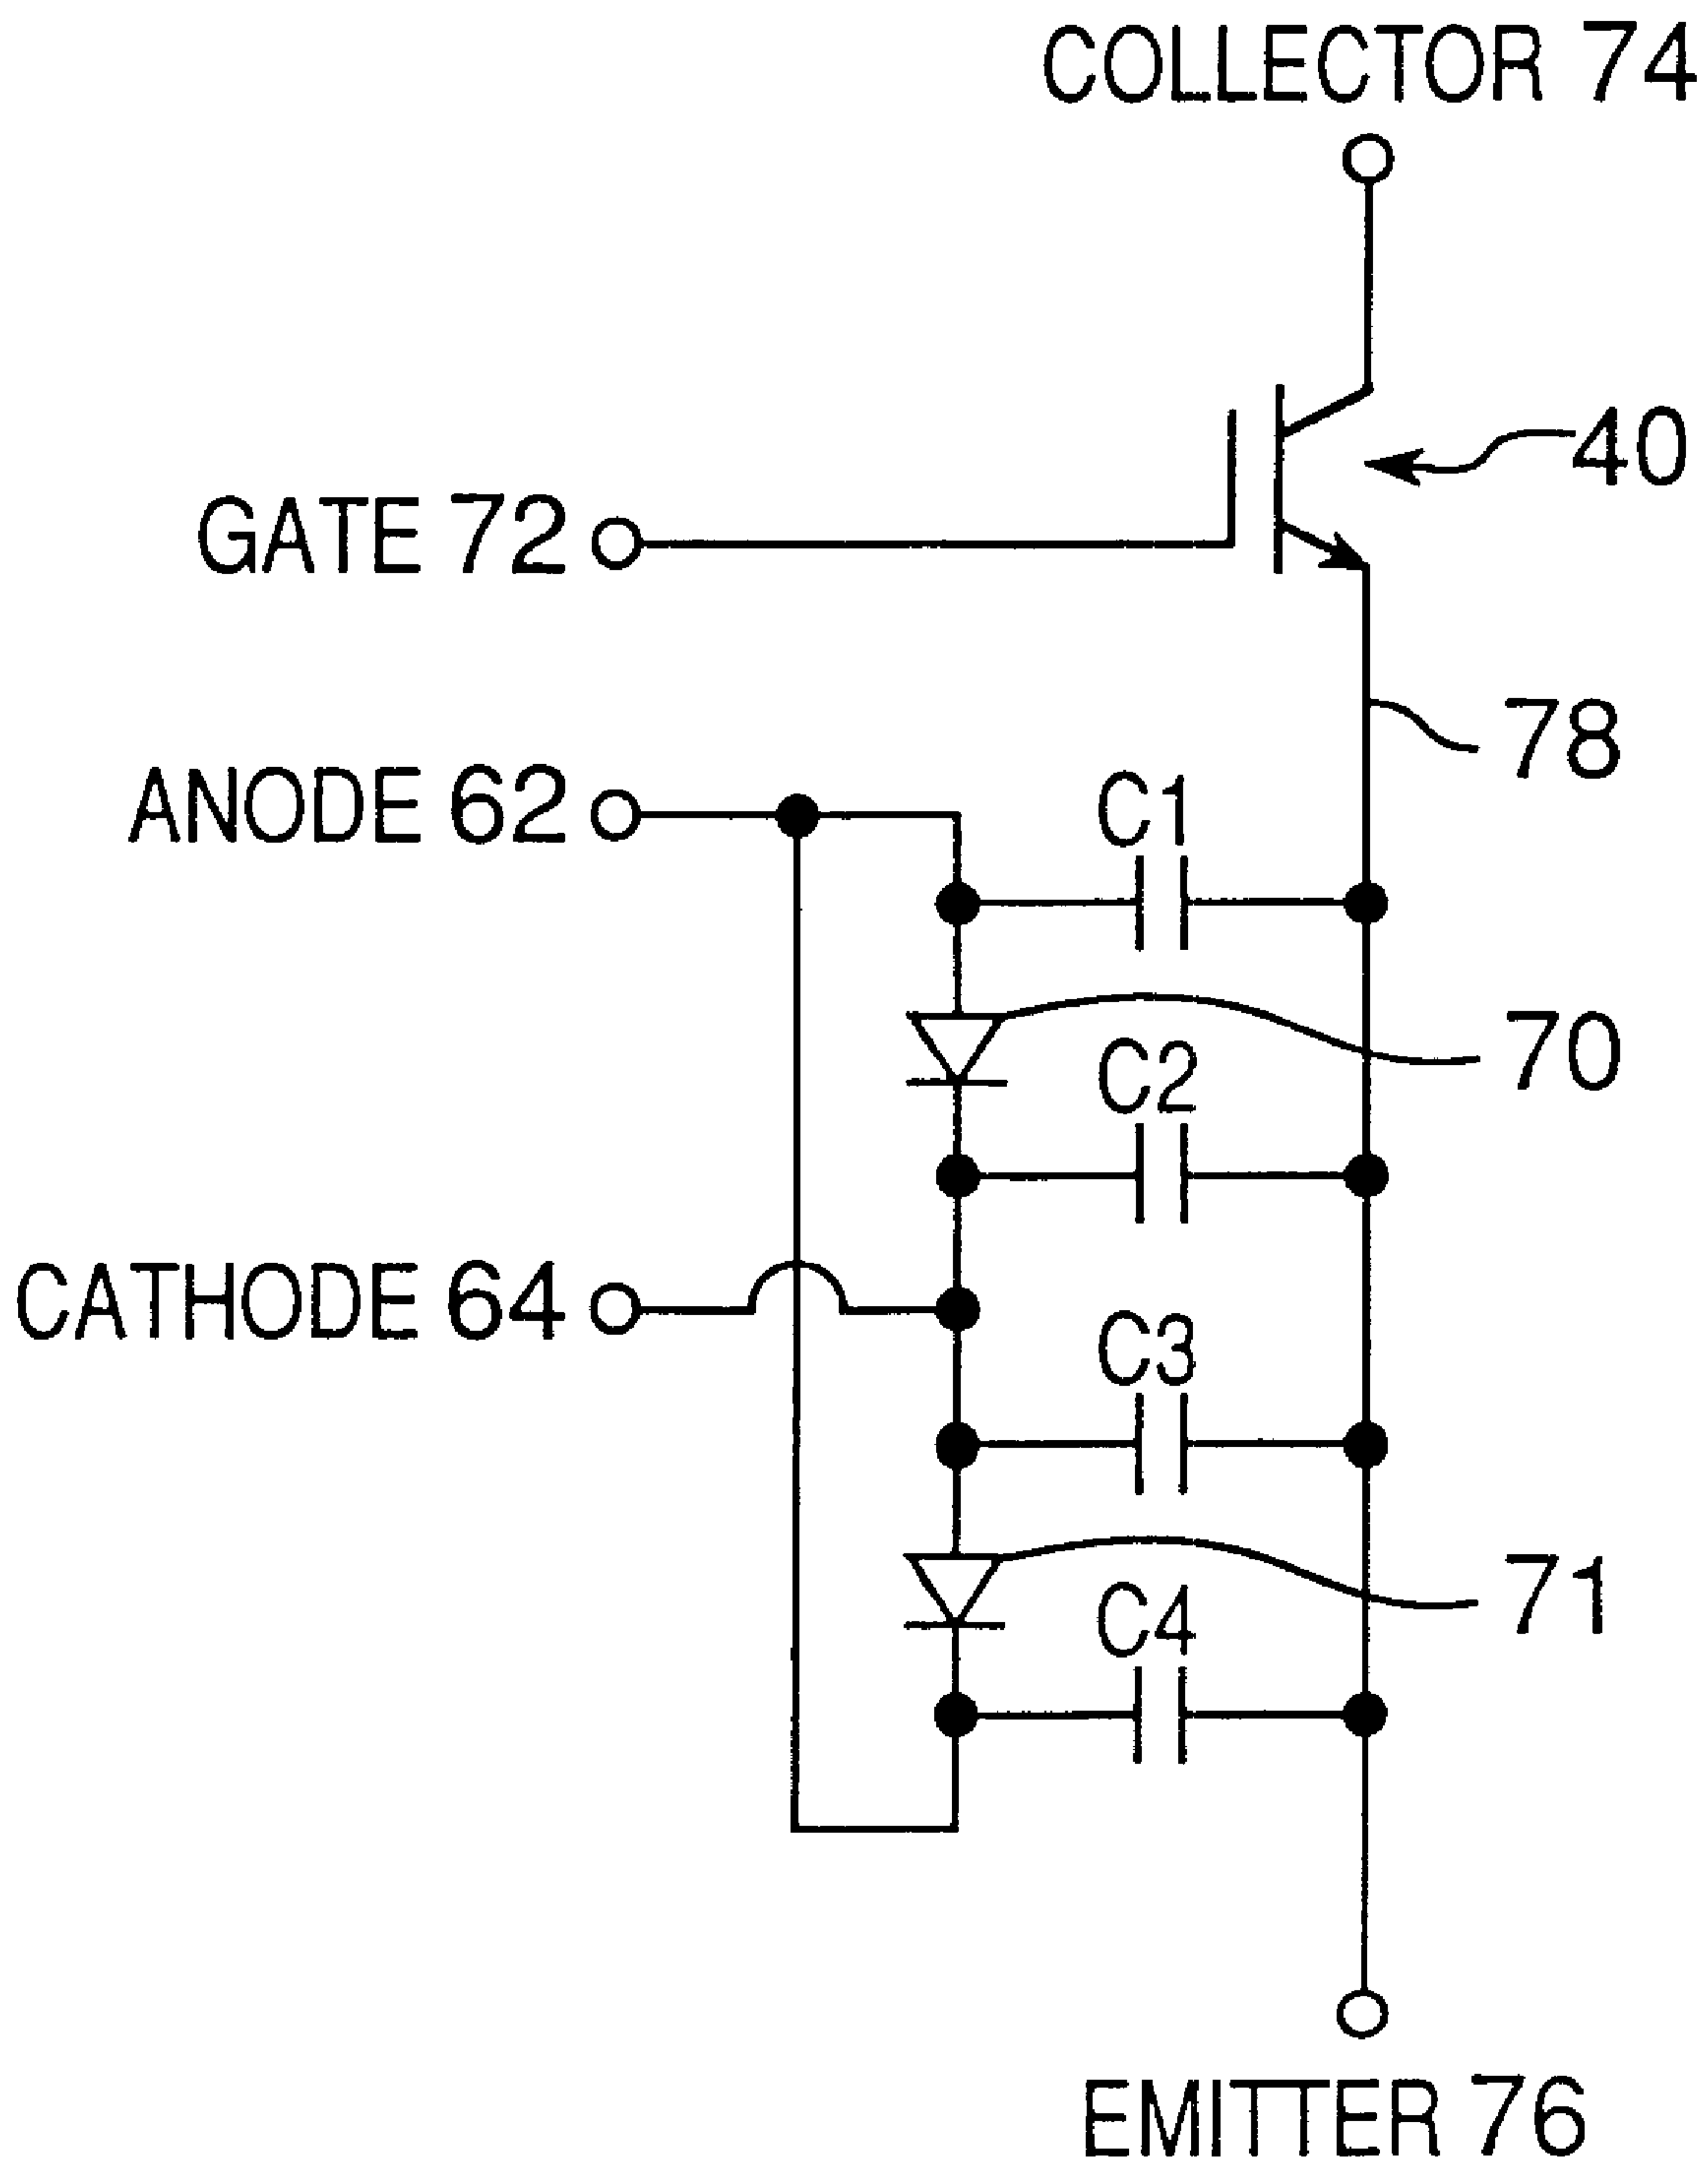 COLLECTOR 74
40
GATE 72
78
ANODE 62
C1
70
C2
CATHODE 64
C3
71
C4
EMITTER 76